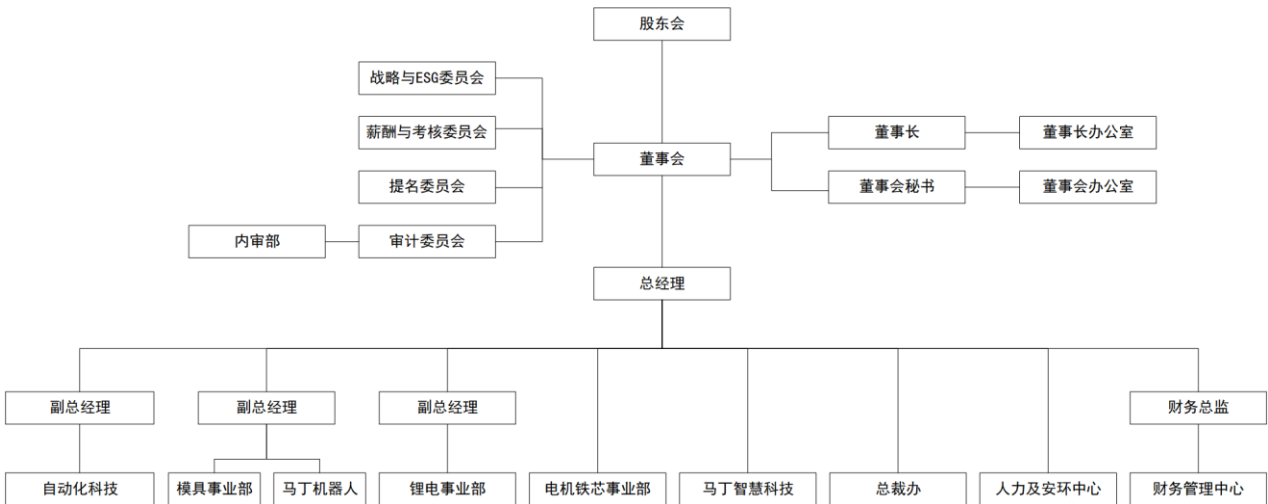 股东会
战略与ESG委员会
薪酬与考核委员会
董事长
董事长办公室
董事会
提名委员会
董事会秘书
董事会办公室
内审部
审计委员会
总经理
副总经理
副总经理
副总经理
财务总监
自动化科技
模具事业部
马丁机器人
锂电事业部
电机铁芯事业部
马丁智慧科技
总裁办
人力及安环中心
财务管理中心